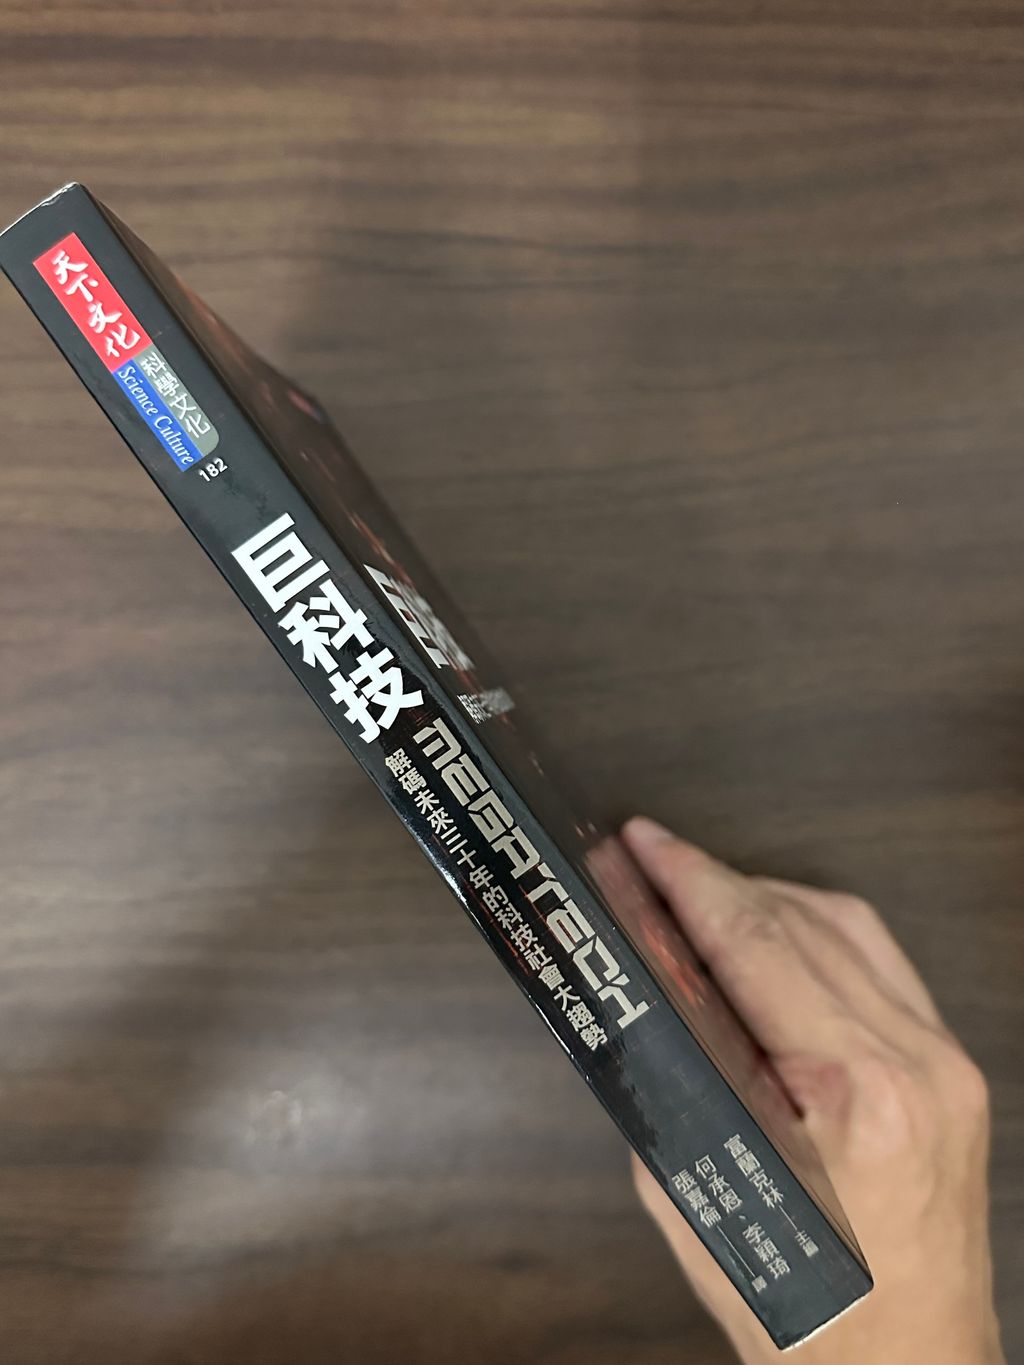 天下文化
科學文化
Science Culture
182
巨科技
MEGATECH
解碼未來三十年的科技社會大趨勢
富蘭克林——主編
何承恩、李穎琦
張嘉倫——譯